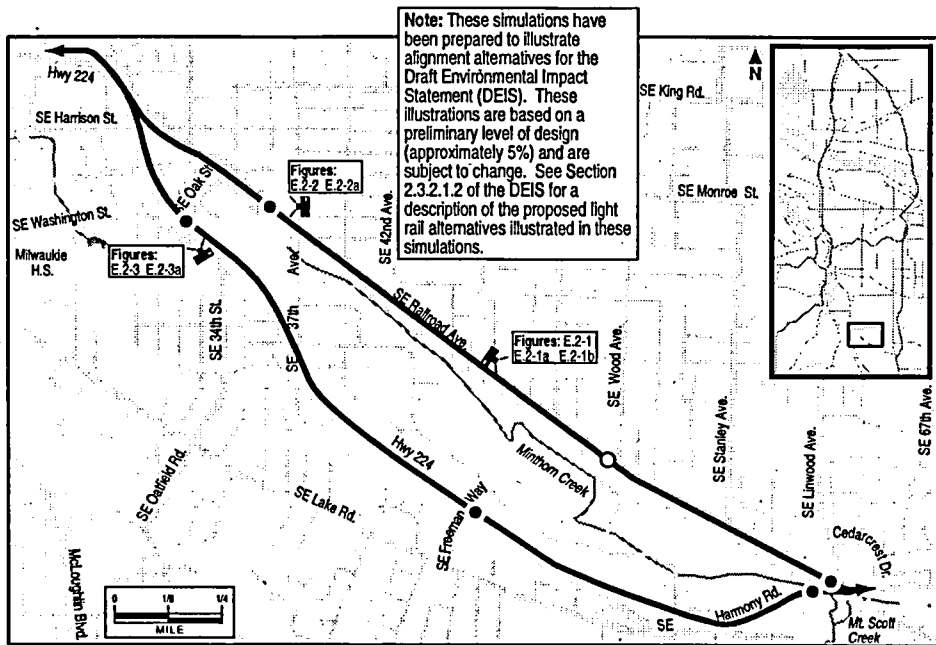 Note: These simulations have
been prepared to illustrate
alignment alternatives for the
Draft Environmental Impact
Statement (DEIS). These
illustrations are based on a
preliminary level of design
(approximately 5%) and are
subject to change. See Section
2.3.2.1.2 of the DEIS for a
description of the proposed light
rail alternatives illustrated in these
simulations.
N
Hwy 224
SE King Rd.
SE Harrison St.
SE Oak St.
Figures:
E.2-2 E.2-2a
SE 42nd Ave.
SE Monroe St.
SE Washington St.
Milwaukie
H.S.
Figures:
E.2-3 E.2-3a
SE 34th St.
SE 37th Ave.
SE Railroad Ave.
Figures: E.2-1
E.2-1a E.2-1b
SE Wood Ave.
SE Stanley Ave.
SE Linwood Ave.
SE 67th Ave.
Hwy 224
Minthorn Creek
SE Oatfield Rd.
SE Lake Rd.
SE Freeman Way
Cedarcrest Dr.
McLoughlin Blvd.
0 1/8 1/4
MILE
SE Harmony Rd.
Mt. Scott
Creek